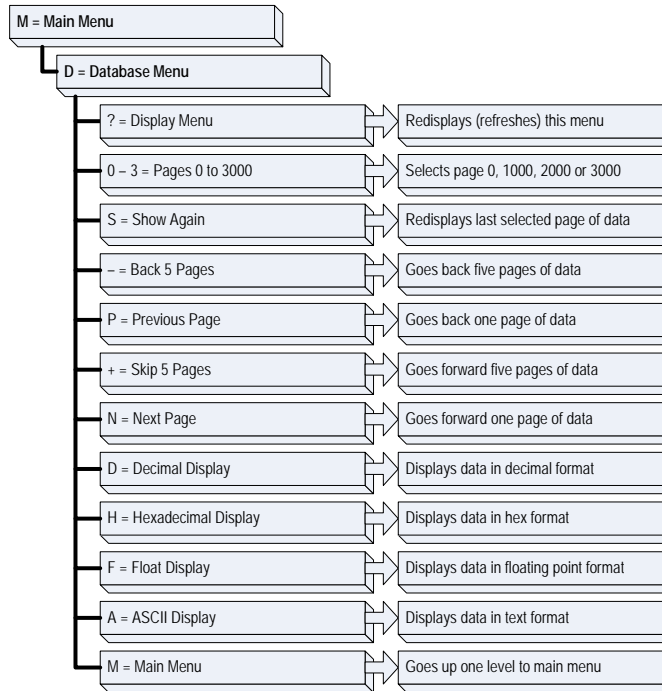 M = Main Menu
D = Database Menu
? = Display Menu
Redisplays (refreshes) this menu
0 – 3 = Pages 0 to 3000
Selects page 0, 1000, 2000 or 3000
S = Show Again
Redisplays last selected page of data
– = Back 5 Pages
Goes back five pages of data
P = Previous Page
Goes back one page of data
+ = Skip 5 Pages
Goes forward five pages of data
N = Next Page
Goes forward one page of data
D = Decimal Display
Displays data in decimal format
H = Hexadecimal Display
Displays data in hex format
F = Float Display
Displays data in floating point format
A = ASCII Display
Displays data in text format
M = Main Menu
Goes up one level to main menu